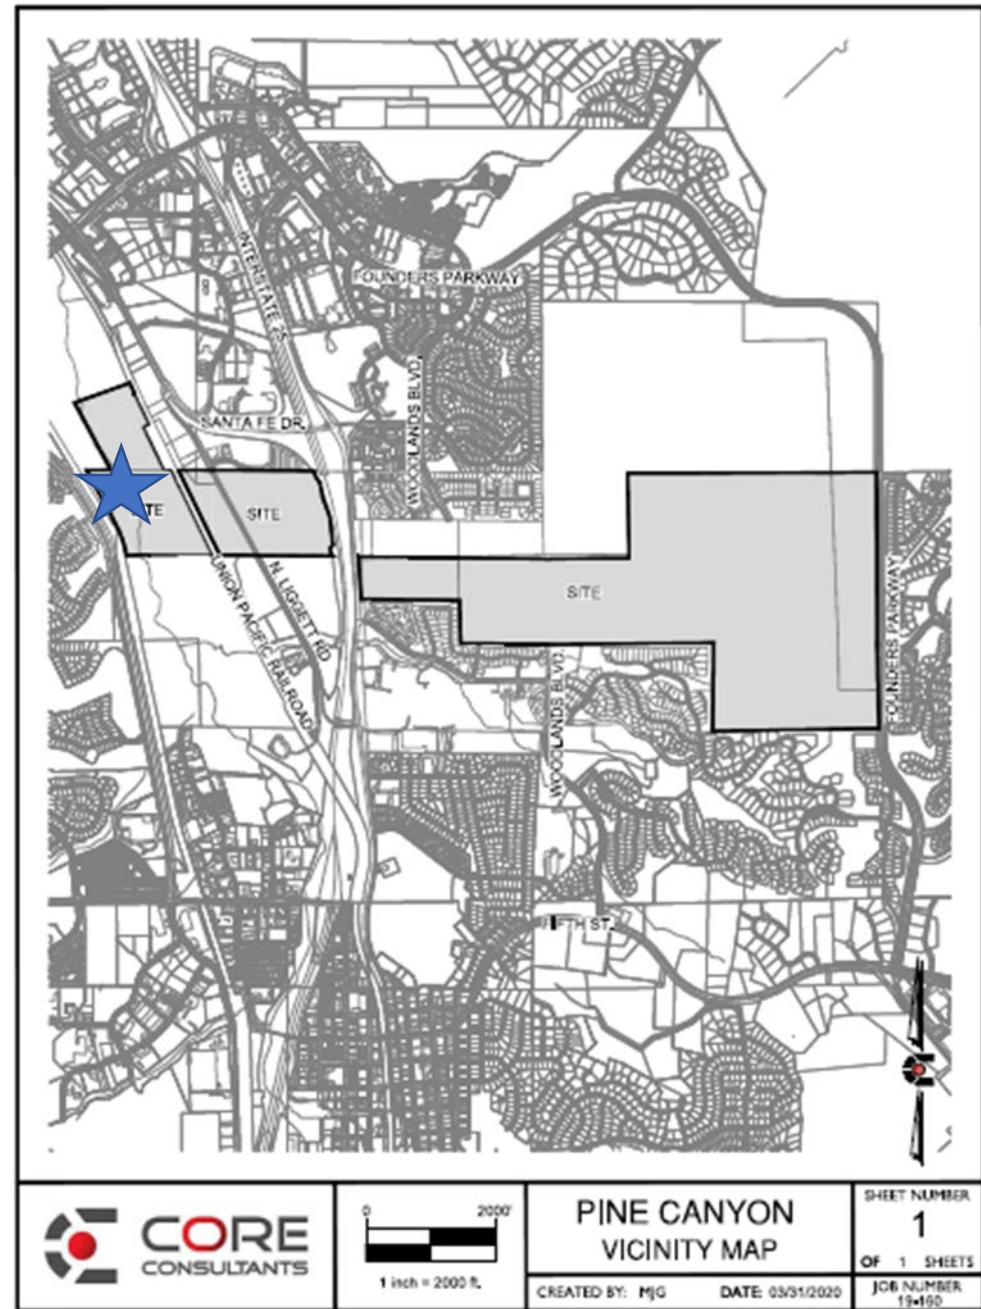 INTERSTATE 25
FOUNDERS PARKWAY
WOODLANDS BLVD.
SANTA FE DR.
SITE
SITE
SITE
N. LIGGETT RD
UNION PACIFIC RAILROAD
WOODLANDS BLVD.
FOUNDERS PARKWAY
FIFTH ST.
CORE
CONSULTANTS
0 2000'
1 inch = 2000 ft.
PINE CANYON
VICINITY MAP
CREATED BY: MJG DATE: 03/31/2020
SHEET NUMBER
1
OF 1 SHEETS
JOB NUMBER
19-160